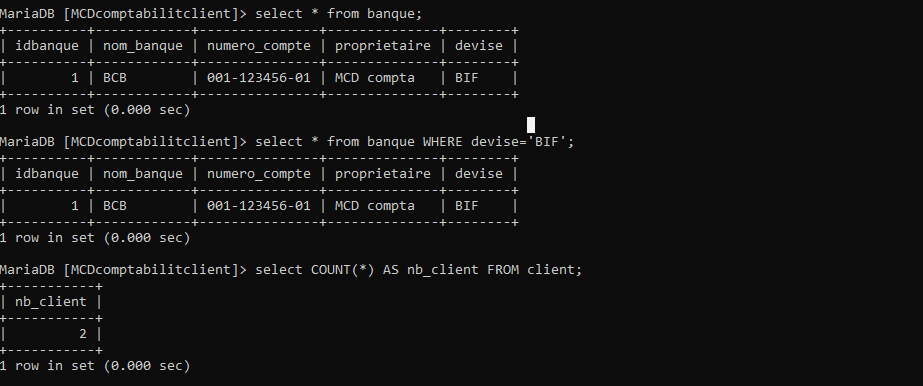 MariaDB [MCDcomptabilitclient]> select * from banque;
+----------+------------+---------------+--------------+--------+
| idbanque | nom_banque | numero_compte | proprietaire | devise |
+----------+------------+---------------+--------------+--------+
|        1 | BCB        | 001-123456-01 | MCD compta   | BIF    |
+----------+------------+---------------+--------------+--------+
1 row in set (0.000 sec)

MariaDB [MCDcomptabilitclient]> select * from banque WHERE devise='BIF';
+----------+------------+---------------+--------------+--------+
| idbanque | nom_banque | numero_compte | proprietaire | devise |
+----------+------------+---------------+--------------+--------+
|        1 | BCB        | 001-123456-01 | MCD compta   | BIF    |
+----------+------------+---------------+--------------+--------+
1 row in set (0.000 sec)

MariaDB [MCDcomptabilitclient]> select COUNT(*) AS nb_client FROM client;
+-----------+
| nb_client |
+-----------+
|         2 |
+-----------+
1 row in set (0.000 sec)